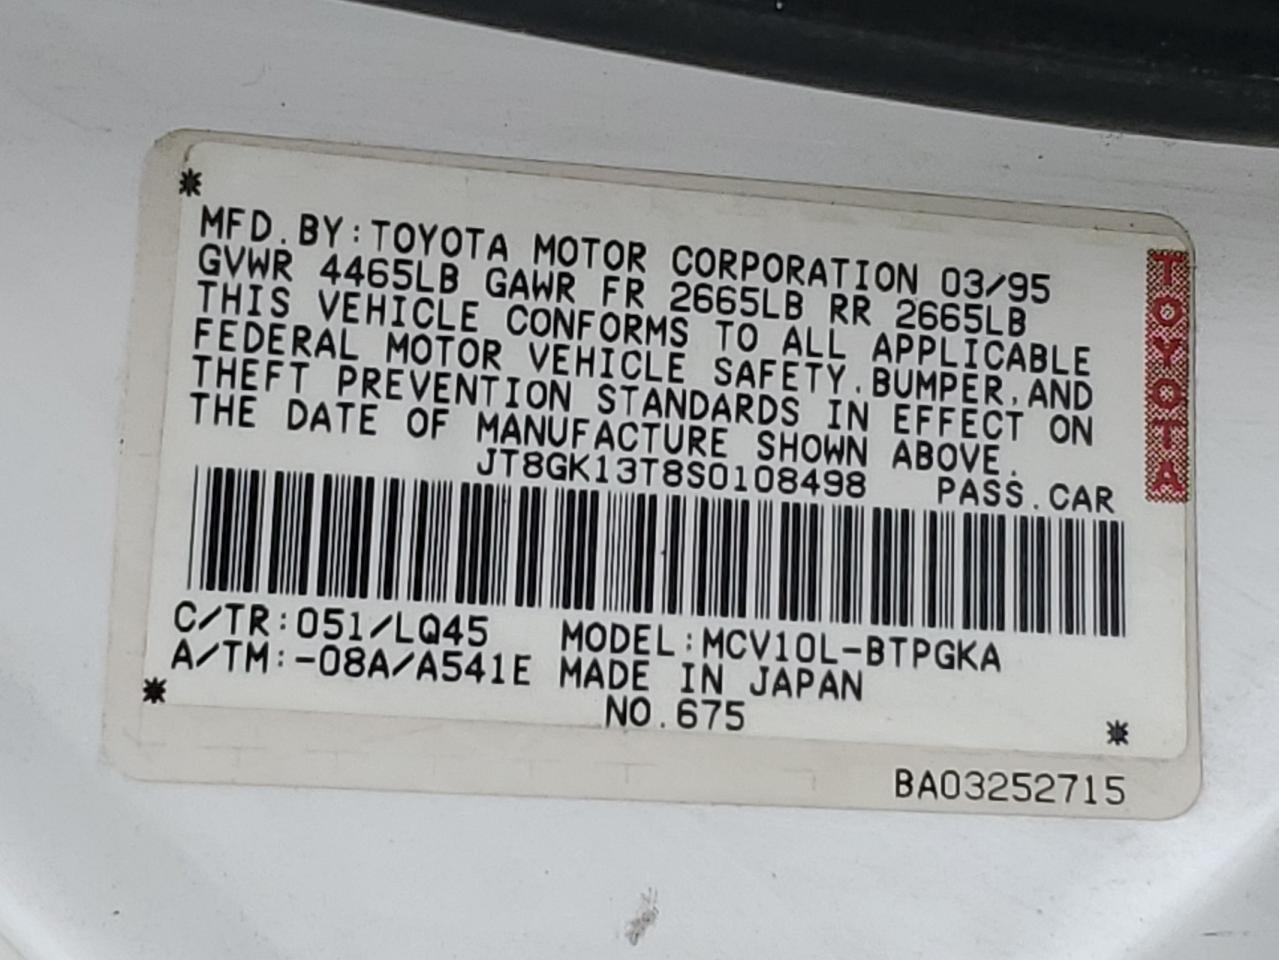 MFD.BY:TOYOTA MOTOR CORPORATION 03/95
GVWR 4465LB GAWR FR 2665LB RR 2665LB
THIS VEHICLE CONFORMS TO ALL APPLICABLE
FEDERAL MOTOR VEHICLE SAFETY,BUMPER,AND
THEFT PREVENTION STANDARDS IN EFFECT ON
THE DATE OF MANUFACTURE SHOWN ABOVE.
JT8GK13T8S0108498 PASS.CAR
C/TR:051/LQ45 MODEL:MCV10L-BTPGKA
A/TM:-08A/A541E MADE IN JAPAN
NO.675
BA03252715
TOYOTA